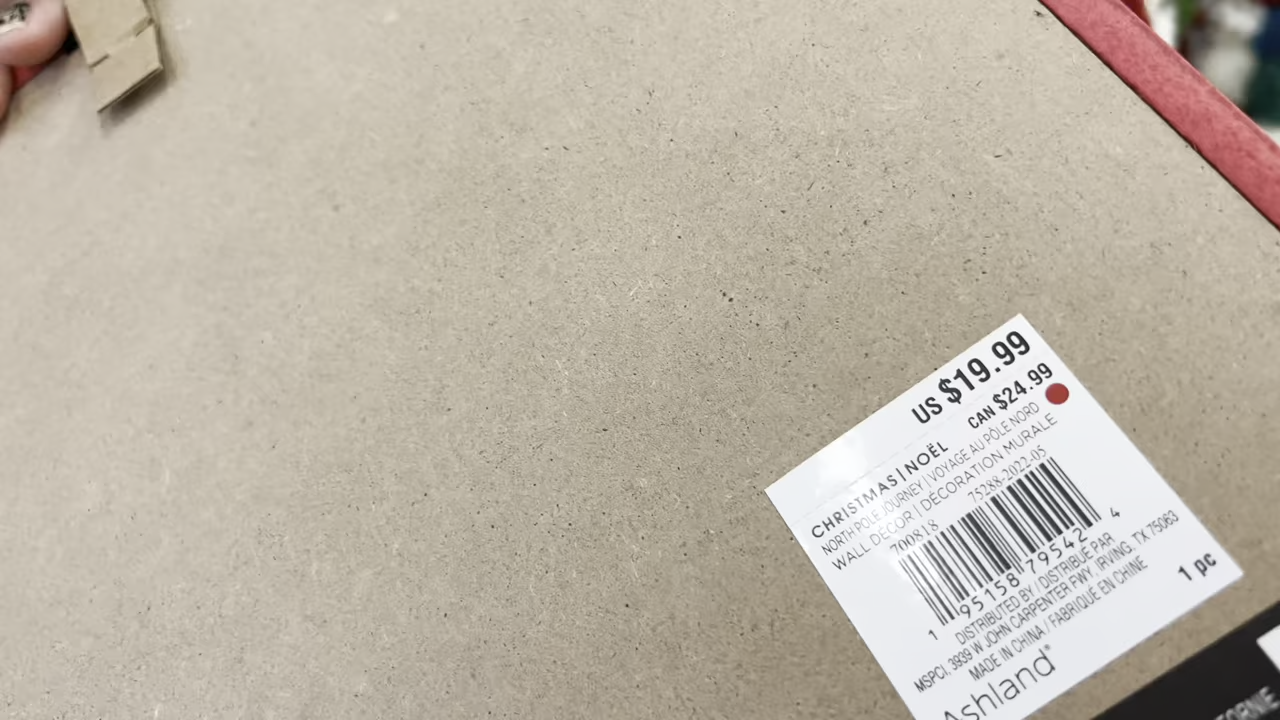 US $19.99
CAN $24.99
CHRISTMAS | NOËL
NORTH POLE JOURNEY | VOYAGE AU PÔLE NORD
WALL DÉCOR | DÉCORATION MURALE
700818 75288-2022-05
1 95158 79542 4
DISTRIBUTED BY / DISTRIBUÉ PAR
MSPCI, 3939 W JOHN CARPENTER FWY, IRVING, TX 75063
MADE IN CHINA / FABRIQUÉ EN CHINE
1 pc
Ashland®